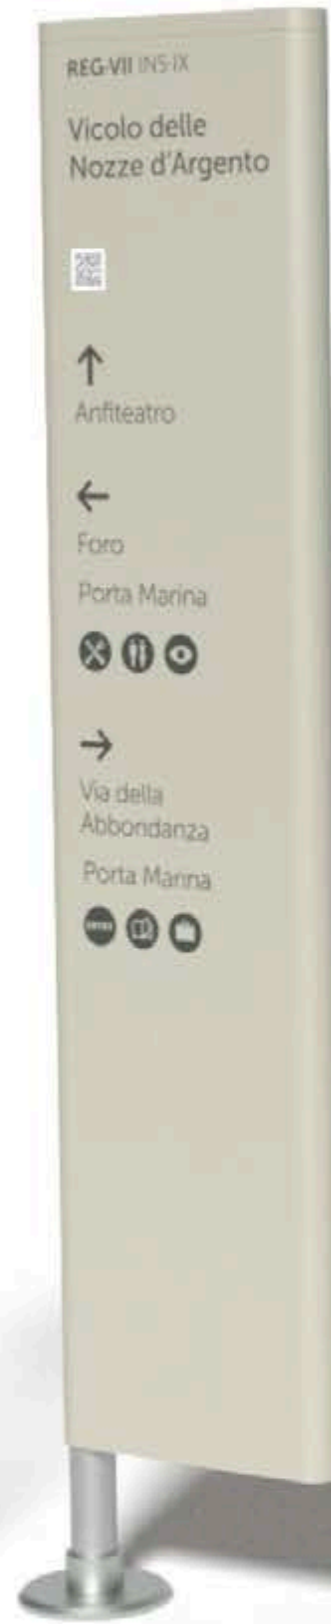 REG-VII INS-IX
Vicolo delle
Nozze d'Argento
↑
Anfiteatro
←
Foro
Porta Marina
→
Via della
Abbondanza
Porta Marina